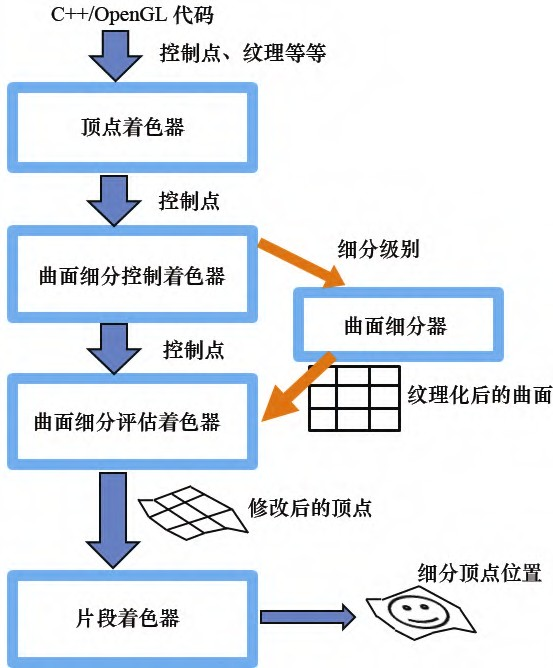 C++/OpenGL 代码
控制点、纹理等等
顶点着色器
控制点
曲面细分控制着色器
细分级别
曲面细分器
控制点
纹理化后的曲面
曲面细分评估着色器
修改后的顶点
细分顶点位置
片段着色器